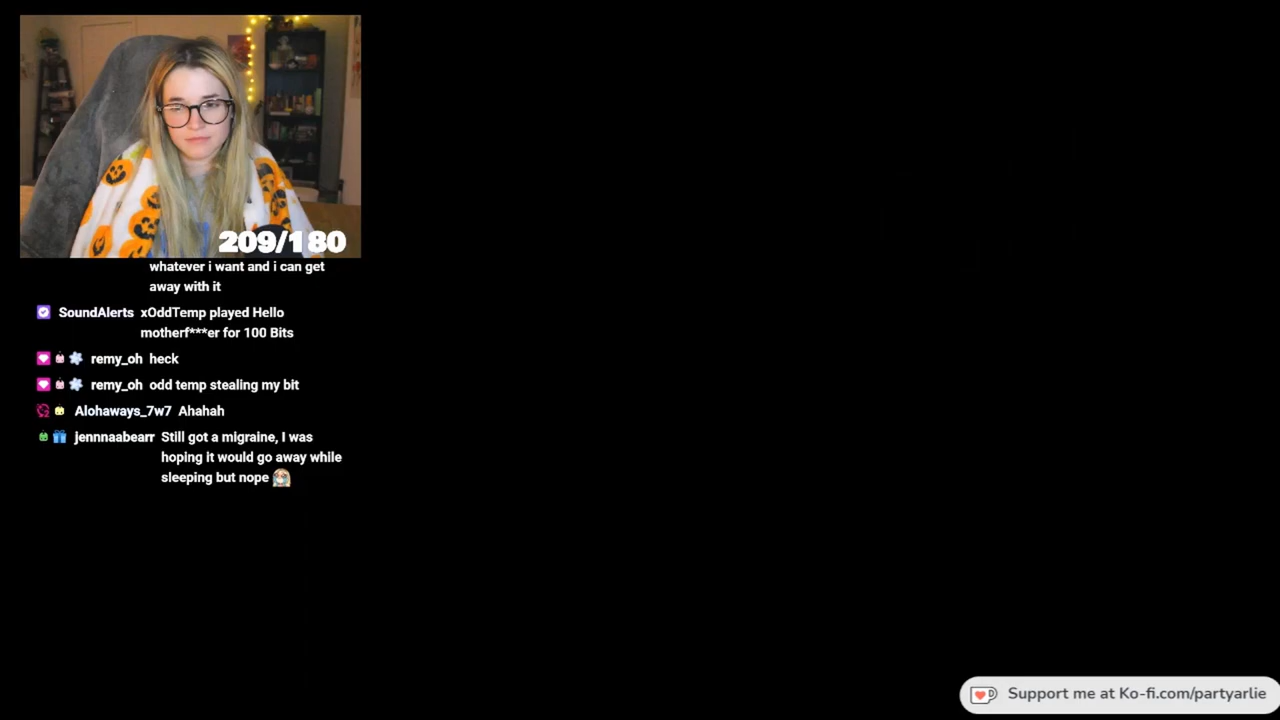 209/180
whatever i want and i can get
away with it
SoundAlerts xOddTemp played Hello
motherf***er for 100 Bits
remy_oh heck
remy_oh odd temp stealing my bit
Alohaways_7w7 Ahahah
jennnaabearr Still got a migraine, I was
hoping it would go away while
sleeping but nope
Support me at Ko-fi.com/partyarlie